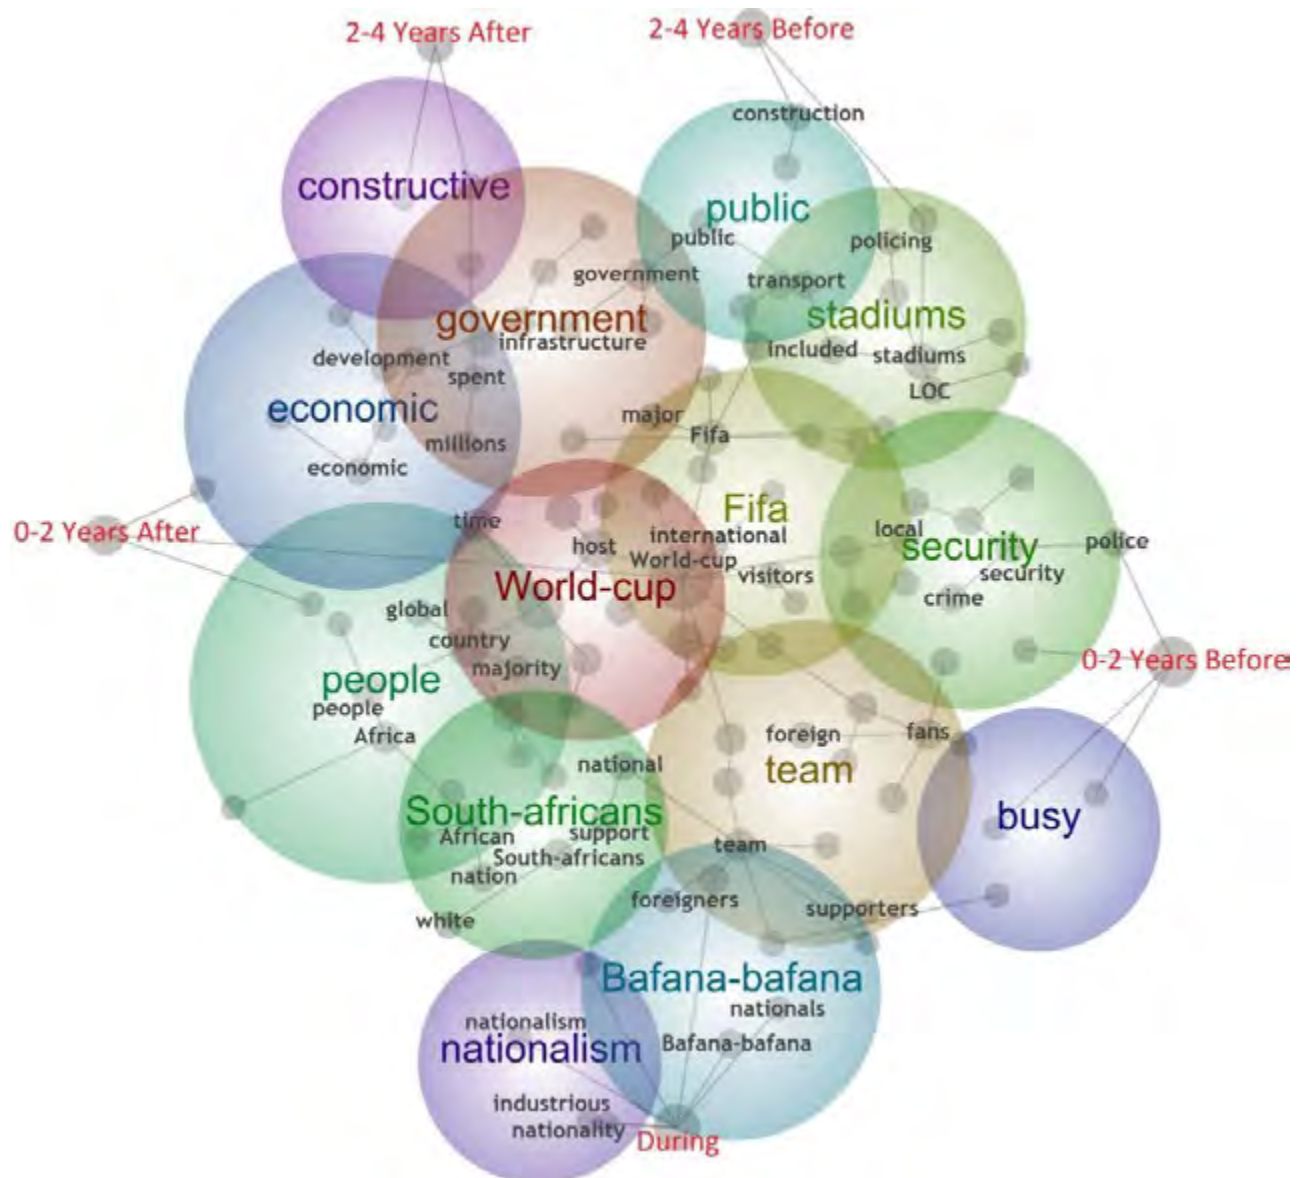 2-4 Years After
2-4 Years Before
construction
constructive
public
public
policing
government
transport
government
stadiums
infrastructure
included
stadiums
development
spent
LOC
economic
major
Fifa
millions
economic
Fifa
time
0-2 Years After
international
local
host
security
police
World-cup
visitors
security
World-cup
crime
global
country
majority
0-2 Years Before
people
people
Africa
foreign
fans
national
team
South-africans
busy
African
support
team
South-africans
nation
foreigners
supporters
white
Bafana-bafana
nationals
nationalism
Bafana-bafana
nationalism
industrious
nationality
During